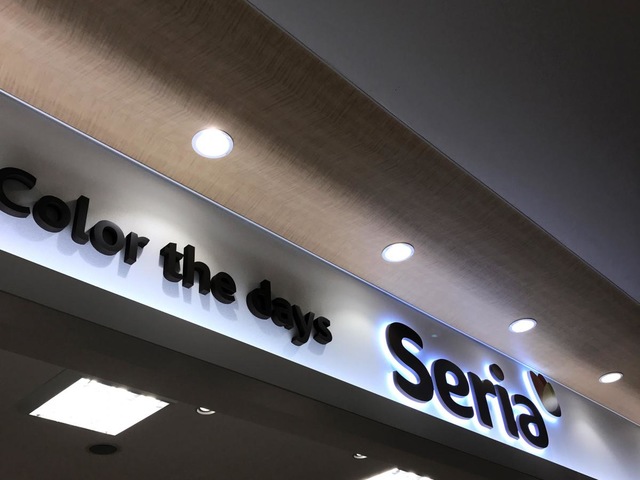 Color the days
Seria